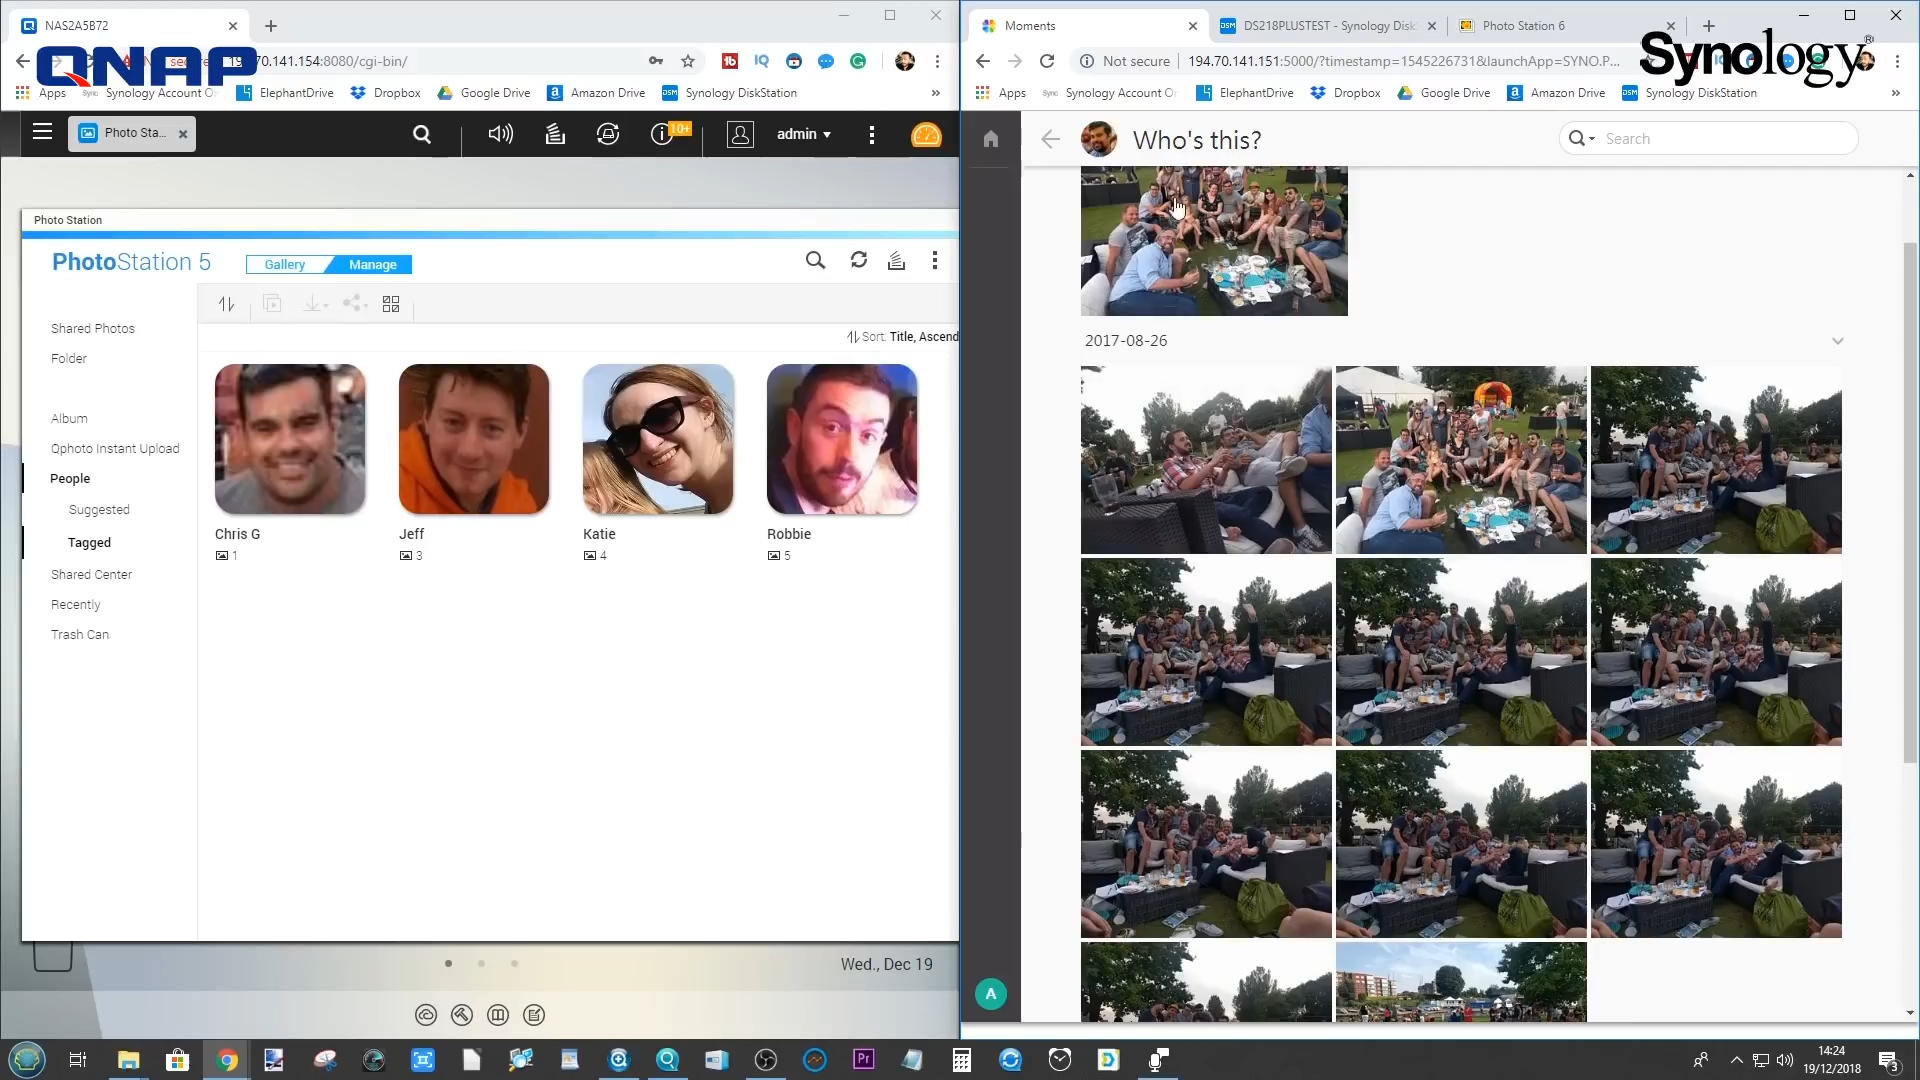 NAS2A5B72
QNAP
:8080/cgi-bin/
Apps
Synology Account
ElephantDrive
Dropbox
Google Drive
Amazon Drive
Synology DiskStation
»
Photo Sta...
10+
admin
Photo Station
PhotoStation 5
Gallery
Manage
Shared Photos
Folder
Album
Qphoto Instant Upload
People
Suggested
Tagged
Shared Center
Recently
Trash Can
Sort: Title, Ascend
Chris G
1
Jeff
3
Katie
4
Robbie
5
Wed., Dec 19
Moments
DS218PLUSTEST - Synology Disk
Photo Station 6
Synology®
Not secure
194.70.141.151:5000/?timestamp=1545226731&launchApp=SYNO.P...
Apps
Synology Account
ElephantDrive
Dropbox
Google Drive
Amazon Drive
Synology DiskStation
»
Who's this?
Search
2017-08-26
A
14:24
19/12/2018
3